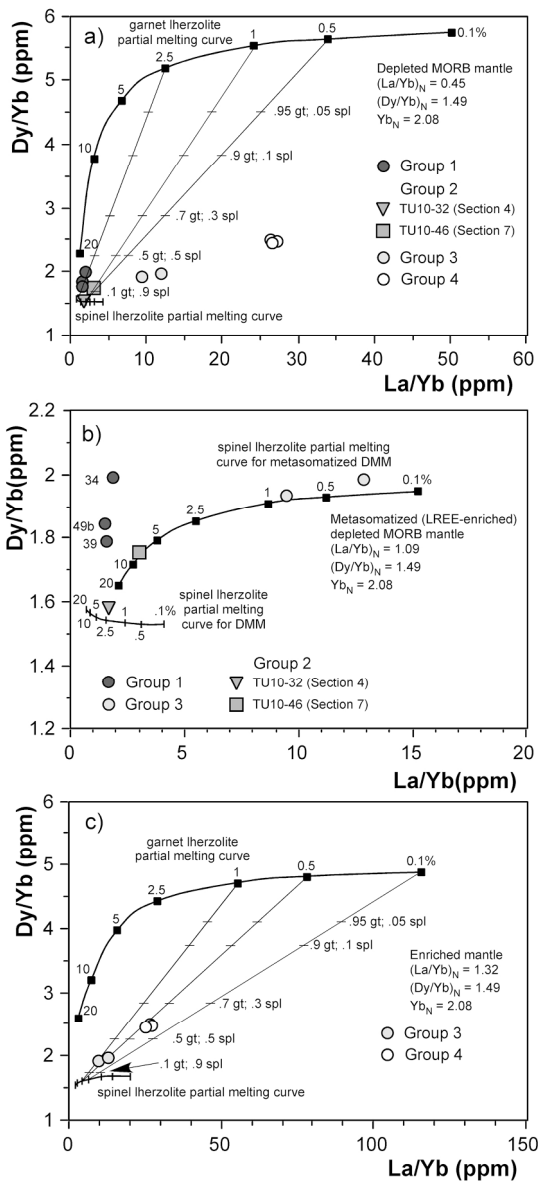 a)
Dy/Yb (ppm)
6
5
4
3
2
1
garnet lherzolite
partial melting curve
20
10
5
2.5
1
0.5
0.1%
Depleted MORB mantle
(La/Yb)N = 0.45
(Dy/Yb)N = 1.49
YbN = 2.08
.95 gt; .05 spl
.9 gt; .1 spl
.7 gt; .3 spl
.5 gt; .5 spl
.1 gt; .9 spl
spinel lherzolite partial melting curve
Group 1
Group 2
TU10-32 (Section 4)
TU10-46 (Section 7)
Group 3
Group 4
0
10
20
30
40
50
60
La/Yb (ppm)
b)
Dy/Yb(ppm)
2.2
2.0
1.8
1.6
1.4
1.2
spinel lherzolite partial melting
curve for metasomatized DMM
34
49b
39
20
10
5
2.5
1
0.5
0.1%
Metasomatized (LREE-enriched)
depleted MORB mantle
(La/Yb)N = 1.09
(Dy/Yb)N = 1.49
YbN = 2.08
spinel lherzolite
partial melting
curve for DMM
20
10
5
2.5
1
.5
.1%
Group 1
Group 3
Group 2
TU10-32 (Section 4)
TU10-46 (Section 7)
0
5
10
15
20
La/Yb(ppm)
c)
Dy/Yb (ppm)
6
5
4
3
2
1
garnet lherzolite
partial melting curve
20
10
5
2.5
1
0.5
0.1%
.95 gt; .05 spl
.9 gt; .1 spl
.7 gt; .3 spl
.5 gt; .5 spl
.1 gt; .9 spl
spinel lherzolite partial melting curve
Enriched mantle
(La/Yb)N = 1.32
(Dy/Yb)N = 1.49
YbN = 2.08
Group 3
Group 4
0
50
100
150
La/Yb (ppm)